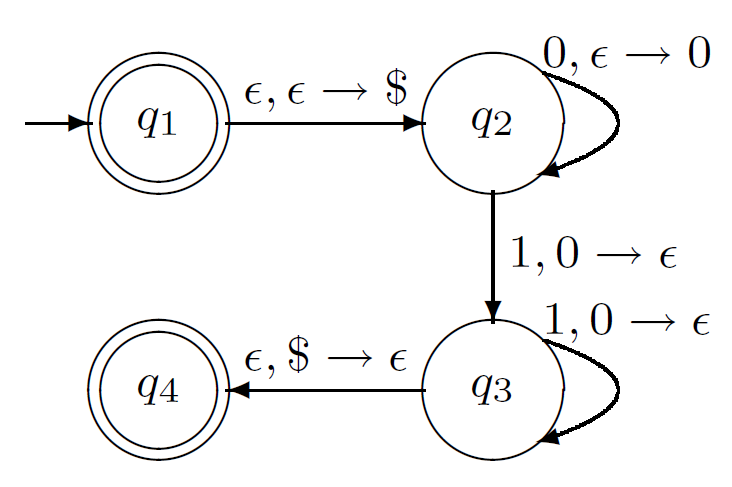 0, ϵ → 0
ϵ, ϵ → $
q₁
q₂
1, 0 → ϵ
1, 0 → ϵ
ϵ, $ → ϵ
q₄
q₃